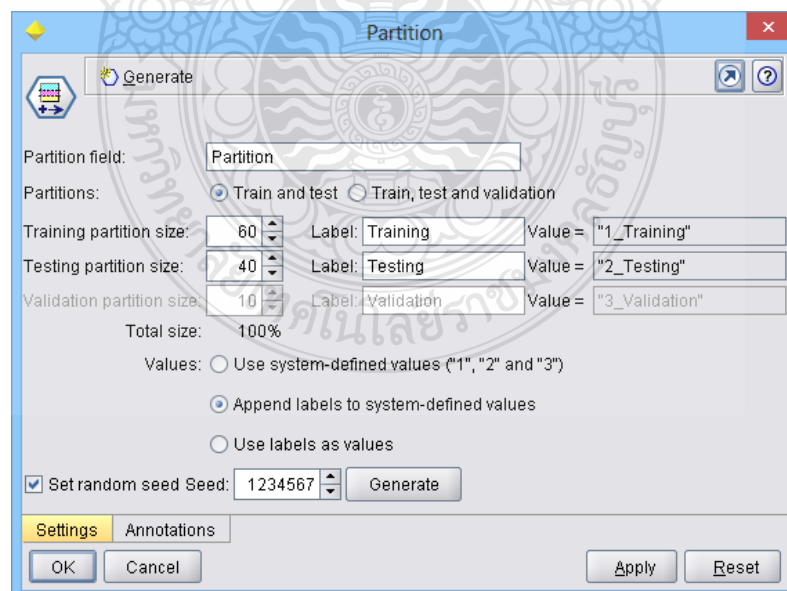 Partition
Generate
Partition field: Partition
Partitions: Train and test Train, test and validation
Training partition size: 60 Label: Training Value = "1_Training"
Testing partition size: 40 Label: Testing Value = "2_Testing"
Validation partition size: 10 Label: Validation Value = "3_Validation"
Total size: 100%
Values: Use system-defined values ("1", "2" and "3")
Append labels to system-defined values
Use labels as values
Set random seed Seed: 1234567 Generate
Settings Annotations
OK Cancel Apply Reset